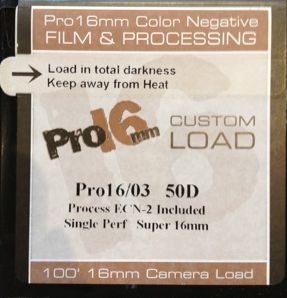 Pro16mm Color Negative
FILM & PROCESSING
Load in total darkness
Keep away from Heat
pro16mm
CUSTOM
LOAD
Pro16/03 50D
Process ECN-2 Included
Single Perf Super 16mm
100' 16mm Camera Load